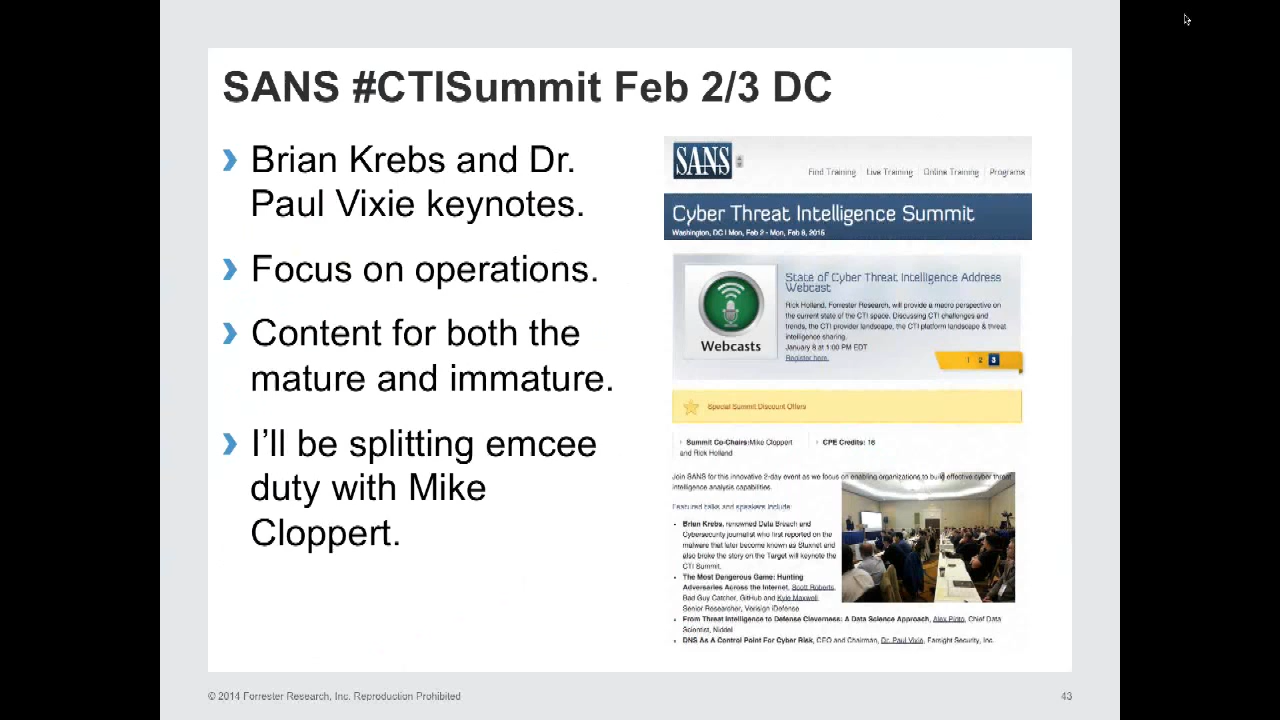 SANS #CTISummit Feb 2/3 DC
Brian Krebs and Dr.
Paul Vixie keynotes.
Focus on operations.
Content for both the
mature and immature.
I'll be splitting emcee
duty with Mike
Cloppert.
SANS
Find Training Live Training Online Training Programs
Cyber Threat Intelligence Summit
Washington, DC | Mon, Feb 2 - Mon, Feb 9, 2015
State of Cyber Threat Intelligence Address
Webcast
Rick Holland, Forrester Research, will provide a macro perspective on
the current state of the CTI space. Discussing CTI challenges and
trends, the CTI provider landscape, the CTI platform landscape & threat
intelligence sharing.
January 8 at 1:00 PM EDT
Register here.
Webcasts
1 2 3
Special Summit Discount Offers
Summit Co-Chairs:Mike Cloppert
and Rick Holland
CPE Credits: 16
Join SANS for this innovative 2-day event as we focus on enabling organizations to build effective cyber threat
intelligence analysis capabilities.
Featured talks and speakers include:
• Brian Krebs, renowned Data Breach and
Cybersecurity journalist who first reported on the
malware that later become known as Stuxnet and
also broke the story on the Target will keynote the
CTI Summit.
• The Most Dangerous Game: Hunting
Adversaries Across the Internet, Scott Roberts,
Bad Guy Catcher, GitHub and Kyle Maxwell,
Senior Researcher, Verisign iDefense
• From Threat Intelligence to Defense Cleverness: A Data Science Approach, Alex Pinto, Chief Data
Scientist, Niddel
• DNS As A Control Point For Cyber Risk, CEO and Chairman, Dr. Paul Vixie, Farsight Security, Inc.
© 2014 Forrester Research, Inc. Reproduction Prohibited
43